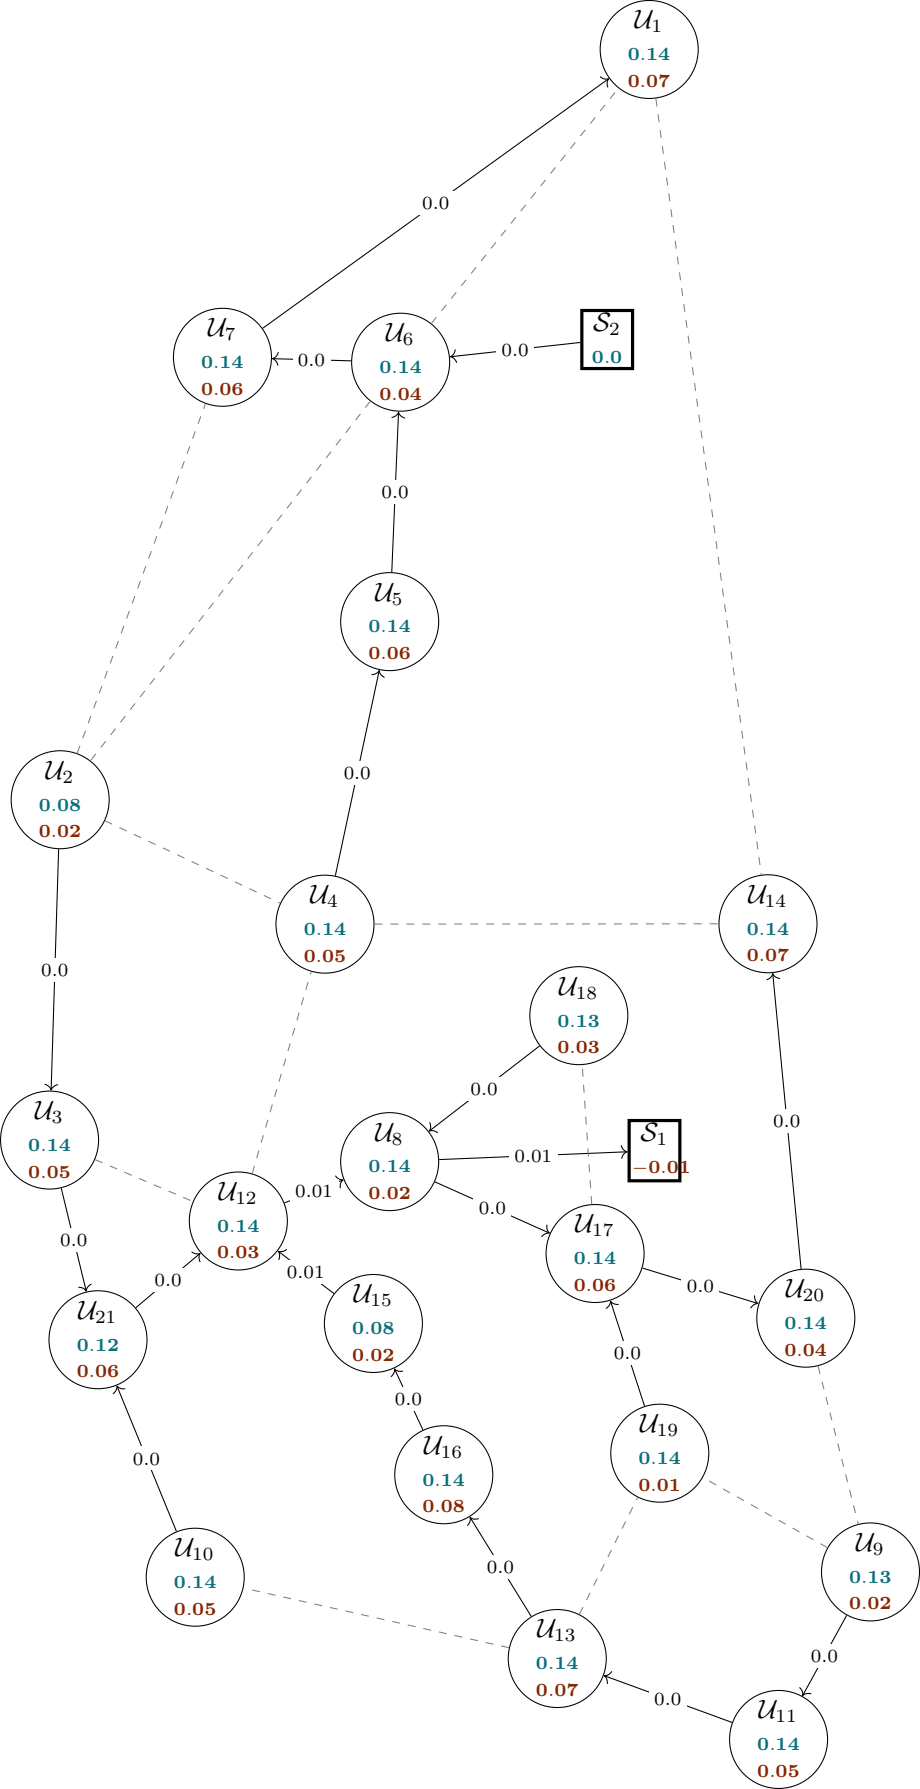 𝒰₁
0.14
0.07
0.0
𝒰₇
0.14
0.06
0.0
𝒰₆
0.14
0.04
0.0
𝒮₂
0.0
0.0
𝒰₅
0.14
0.06
0.0
𝒰₂
0.08
0.02
𝒰₄
0.14
0.05
𝒰₁₄
0.14
0.07
0.0
𝒰₁₈
0.13
0.03
0.0
𝒰₃
0.14
0.05
𝒰₈
0.14
0.02
0.01
𝒮₁
−0.01
0.0
𝒰₁₂
0.14
0.03
0.01
0.0
𝒰₁₇
0.14
0.06
0.0
0.0
0.0
0.01
𝒰₂₁
0.12
0.06
𝒰₁₅
0.08
0.02
𝒰₂₀
0.14
0.04
0.0
0.0
𝒰₁₉
0.14
0.01
0.0
𝒰₁₆
0.14
0.08
𝒰₁₀
0.14
0.05
0.0
𝒰₉
0.13
0.02
𝒰₁₃
0.14
0.07
0.0
0.0
𝒰₁₁
0.14
0.05